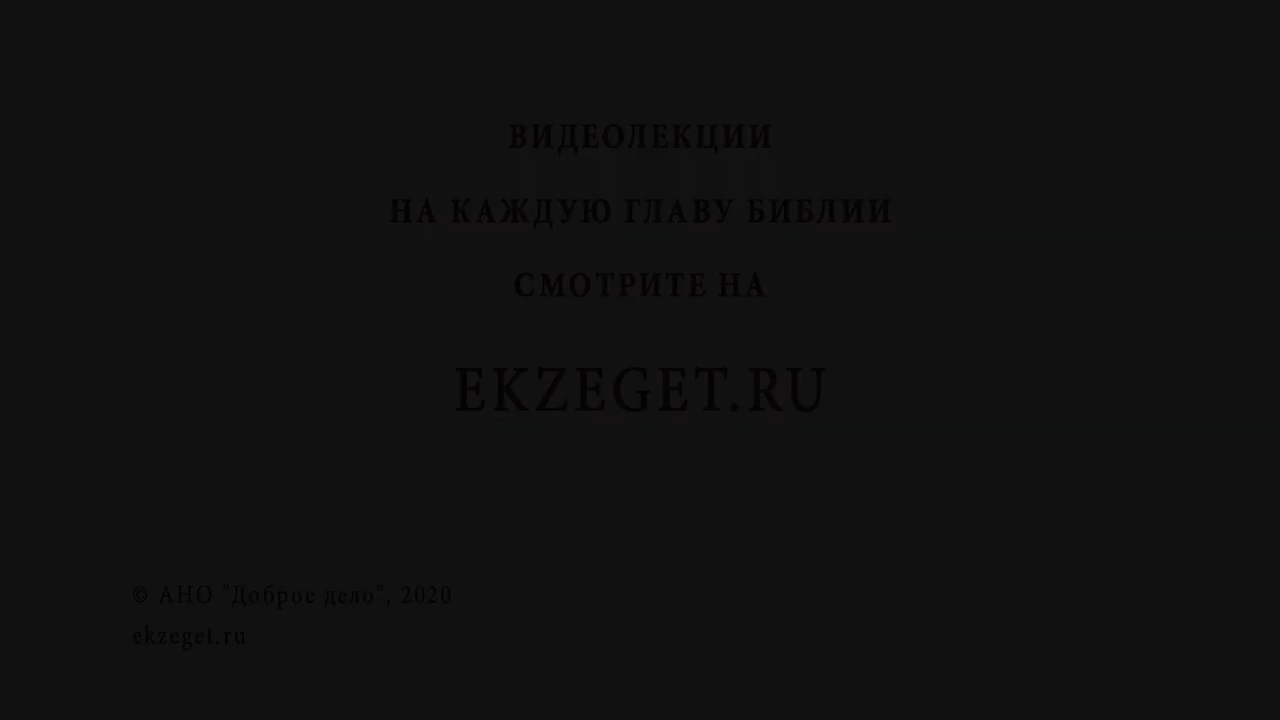 ВИДЕОЛЕКЦИИ
НА КАЖДУЮ ГЛАВУ БИБЛИИ
СМОТРИТЕ НА
EKZEGET.RU
© АНО "Доброе дело", 2020
ekzeget.ru